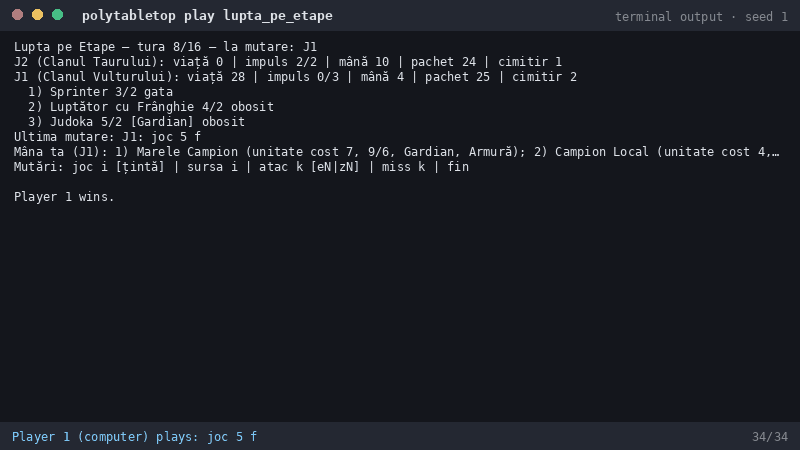 polytabletop play lupta_pe_etape
terminal output · seed 1
Lupta pe Etape — tura 8/16 — la mutare: J1
J2 (Clanul Taurului): viață 0 | impuls 2/2 | mână 10 | pachet 24 | cimitir 1
J1 (Clanul Vulturului): viață 28 | impuls 0/3 | mână 4 | pachet 25 | cimitir 2
1) Sprinter 3/2 gata
2) Luptător cu Frânghie 4/2 obosit
3) Judoka 5/2 [Gardian] obosit
Ultima mutare: J1: joc 5 f
Mâna ta (J1): 1) Marele Campion (unitate cost 7, 9/6, Gardian, Armură); 2) Campion Local (unitate cost 4,…
Mutări: joc i [țintă] | sursa i | atac k [eN|zN] | miss k | fin
Player 1 wins.
Player 1 (computer) plays: joc 5 f
34/34